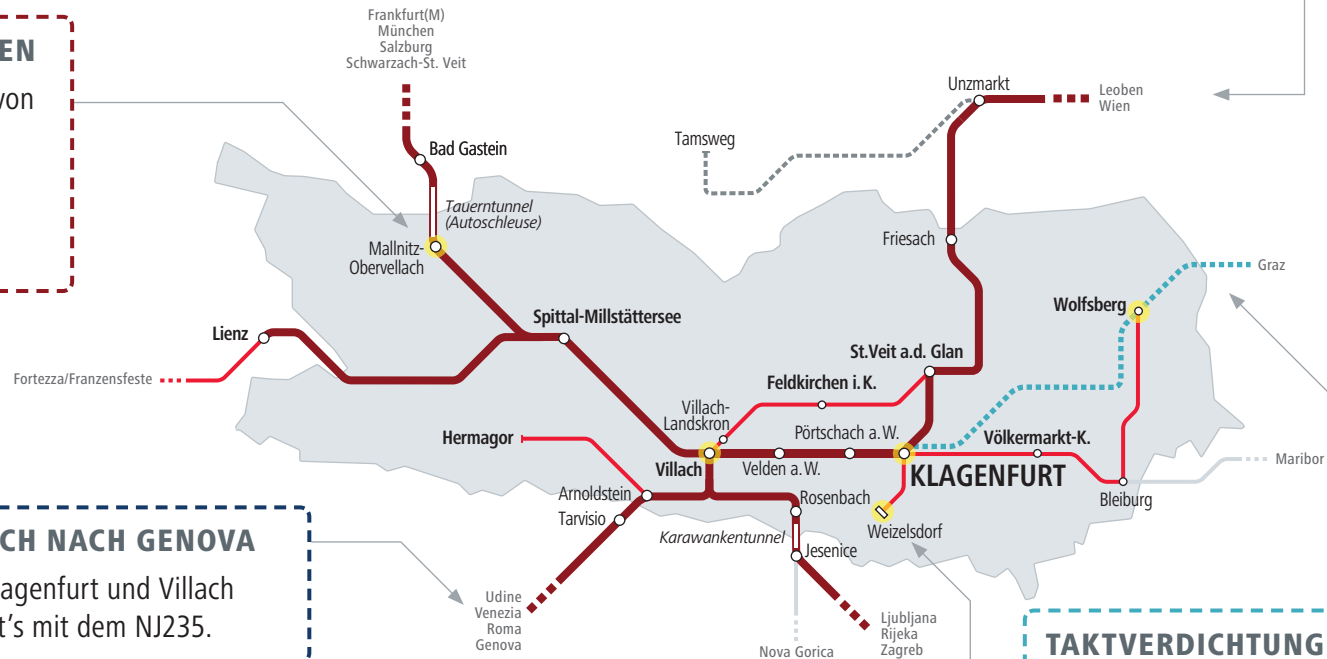 Frankfurt(M)
München
Salzburg
Schwarzach-St. Veit
EN
von
Bad Gastein
Tauerntunnel
(Autoschleuse)
Mallnitz-
Obervellach
Unzmarkt
Leoben
Wien
Tamsweg
Friesach
Graz
Wolfsberg
Spittal-Millstättersee
Lienz
Fortezza/Franzensfeste
St.Veit a.d. Glan
Feldkirchen i.K.
Villach-
Landskron
Pörtschach a.W.
Völkermarkt-K.
Hermagor
Villach
Velden a.W.
KLAGENFURT
Maribor
Bleiburg
Arnoldstein
Tarvisio
Rosenbach
Weizelsdorf
Karawankentunnel
Jesenice
CH NACH GENOVA
agenfurt und Villach
t's mit dem NJ235.
Udine
Venezia
Roma
Genova
Nova Gorica
Ljubljana
Rijeka
Zagreb
TAKTVERDICHTUNG